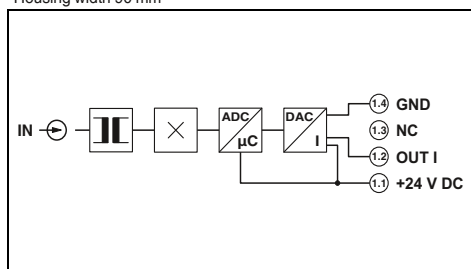 Housing width 90 mm
IN
ADC
µC
DAC
I
1.4 GND
1.3 NC
1.2 OUT I
1.1 +24 V DC